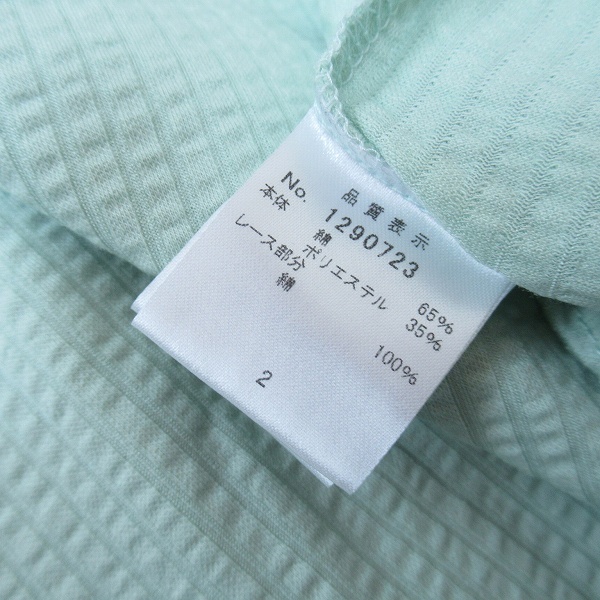 品質表示
No. 1290723
本体 綿 65%
ポリエステル 35%
レース部分
綿 100%
2